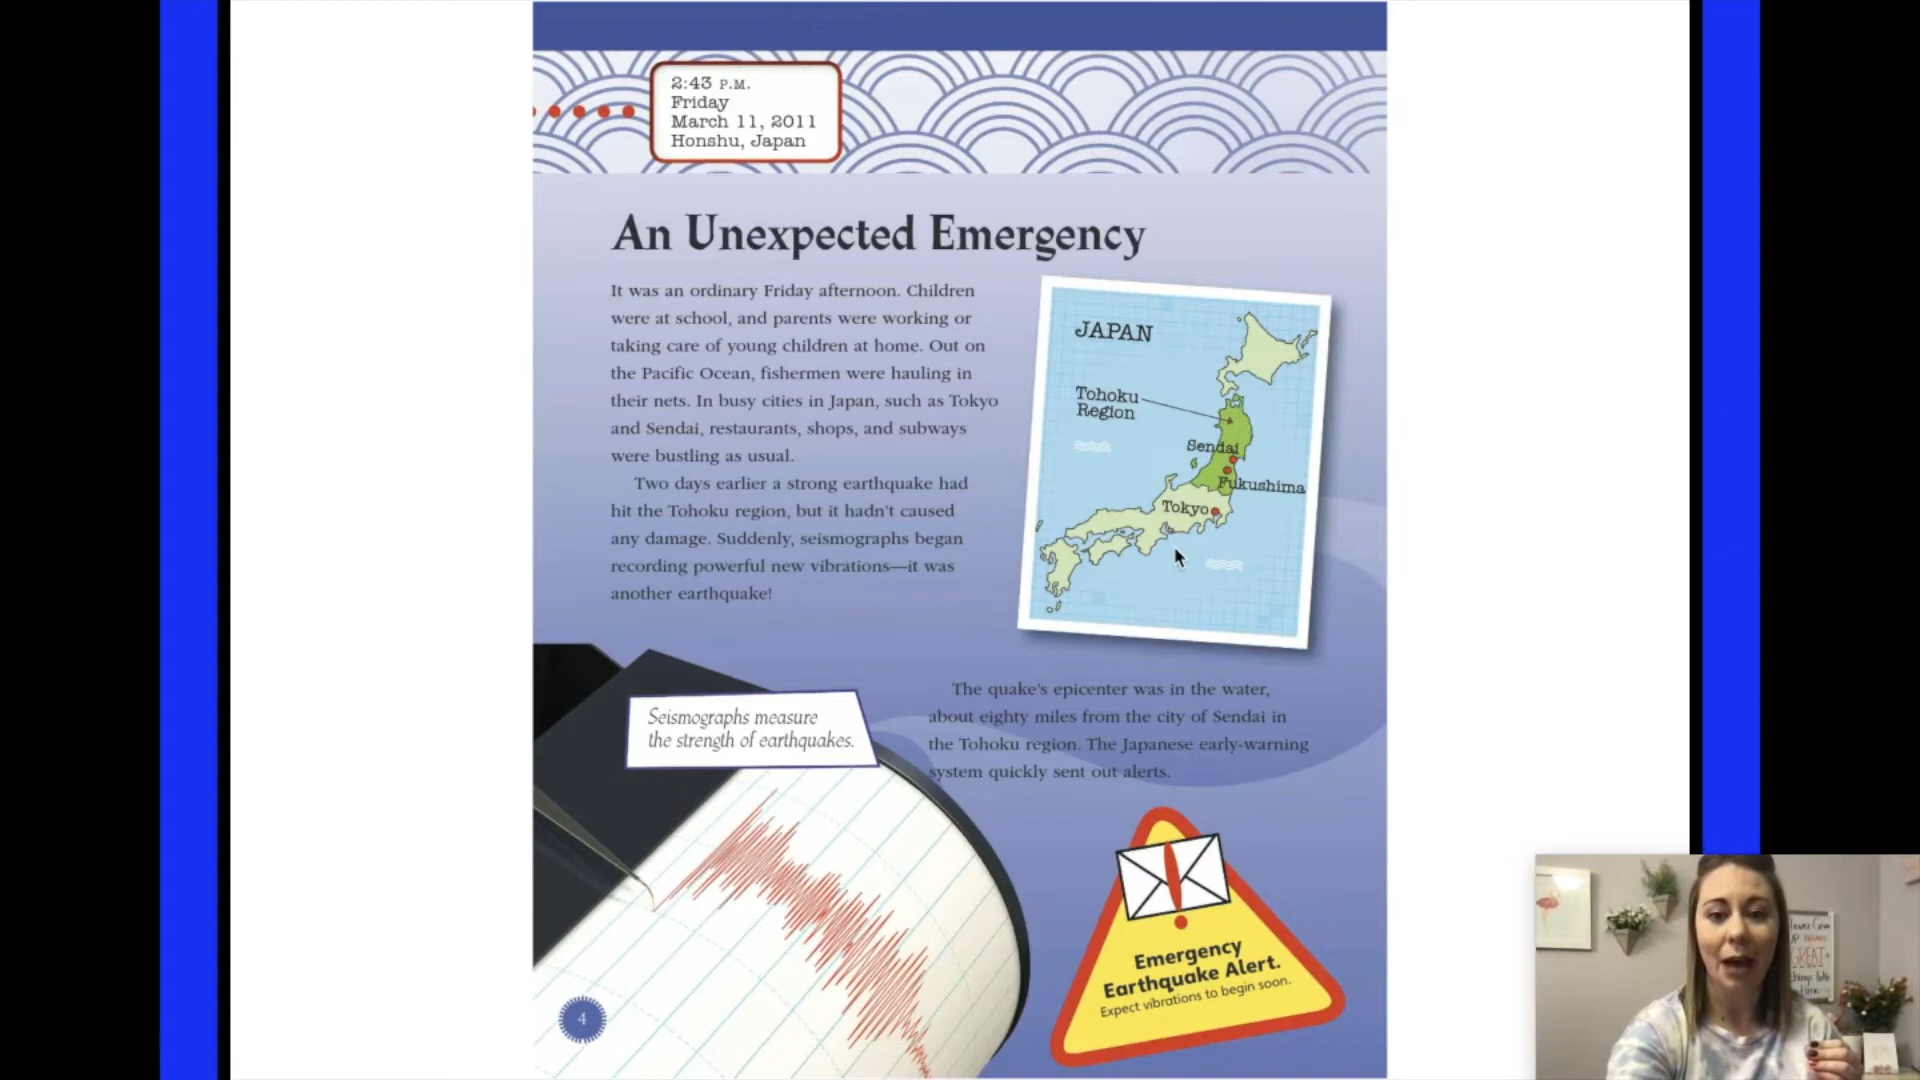 2:43 P.M.
Friday
March 11, 2011
Honshu, Japan
An Unexpected Emergency
It was an ordinary Friday afternoon. Children
were at school, and parents were working or
taking care of young children at home. Out on
the Pacific Ocean, fishermen were hauling in
their nets. In busy cities in Japan, such as Tokyo
and Sendai, restaurants, shops, and subways
were bustling as usual.
Two days earlier a strong earthquake had
hit the Tohoku region, but it hadn't caused
any damage. Suddenly, seismographs began
recording powerful new vibrations—it was
another earthquake!
JAPAN
Tohoku
Region
Sendai
Fukushima
Tokyo
Seismographs measure
the strength of earthquakes.
The quake's epicenter was in the water,
about eighty miles from the city of Sendai in
the Tohoku region. The Japanese early-warning
system quickly sent out alerts.
Emergency
Earthquake Alert.
Expect vibrations to begin soon.
4
GREAT